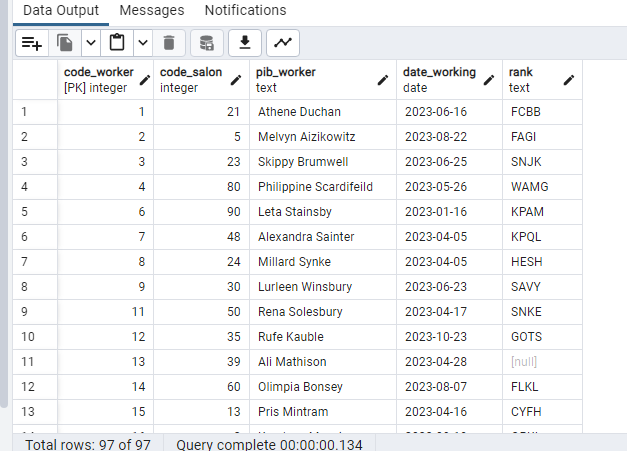 Data Output Messages Notifications
code_worker code_salon pib_worker date_working rank
[PK] integer integer text date text
1 1 21 Athene Duchan 2023-06-16 FCBB
2 2 5 Melvyn Aizikowitz 2023-08-22 FAGI
3 3 23 Skippy Brumwell 2023-06-25 SNJK
4 4 80 Philippine Scardifeild 2023-05-26 WAMG
5 6 90 Leta Stainsby 2023-01-16 KPAM
6 7 48 Alexandra Sainter 2023-04-05 KPQL
7 8 24 Millard Synke 2023-04-05 HESH
8 9 30 Lurleen Winsbury 2023-06-23 SAVY
9 11 50 Rena Solesbury 2023-04-17 SNKE
10 12 35 Rufe Kauble 2023-10-23 GOTS
11 13 39 Ali Mathison 2023-04-28 [null]
12 14 60 Olimpia Bonsey 2023-08-07 FLKL
13 15 13 Pris Mintram 2023-04-16 CYFH
Total rows: 97 of 97 Query complete 00:00:00.134